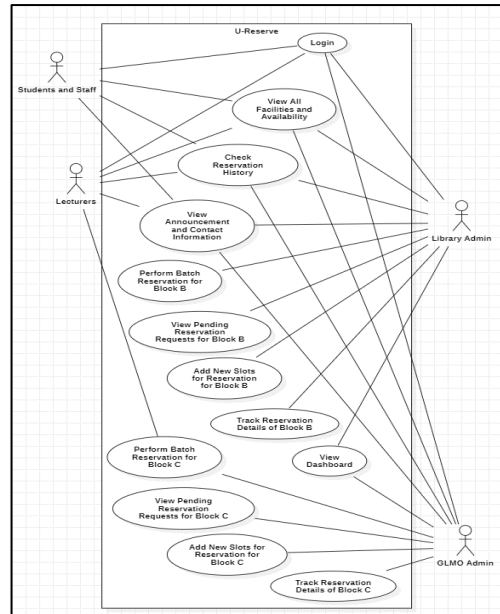 U-Reserve
Login
Students and Staff
View All
Facilities and
Availability
Check
Reservation
History
Lecturers
View
Announcement
and Contact
Information
Library Admin
Perform Batch
Reservation for
Block B
View Pending
Reservation
Requests for Block B
Add New Slots
for Reservation
for Block B
Track Reservation
Details of Block B
Perform Batch
Reservation for
Block C
View
Dashboard
View Pending
Reservation
Requests for Block C
GLMO Admin
Add New Slots for
Reservation for
Block C
Track Reservation
Details of Block C